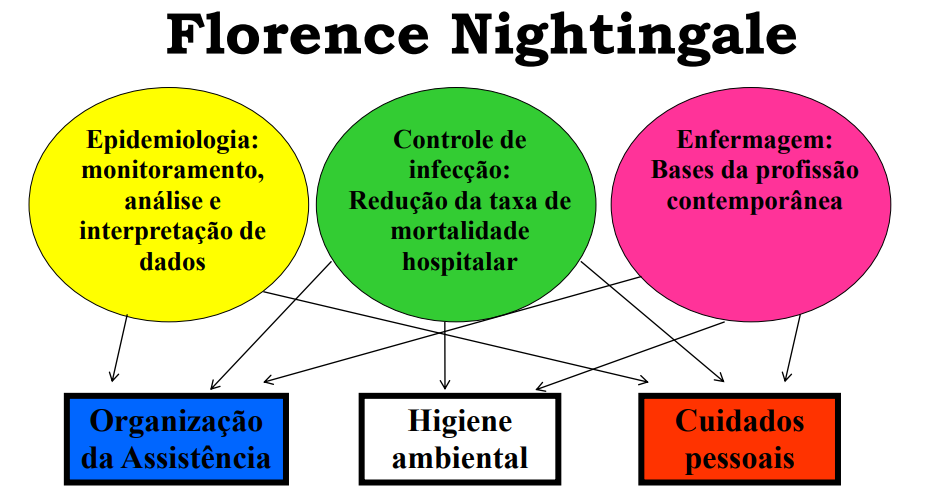 Florence Nightingale
Epidemiologia:
monitoramento,
análise e
interpretação de
dados
Controle de
infecção:
Redução da taxa de
mortalidade
hospitalar
Enfermagem:
Bases da profissão
contemporânea
Organização
da Assistência
Higiene
ambiental
Cuidados
pessoais